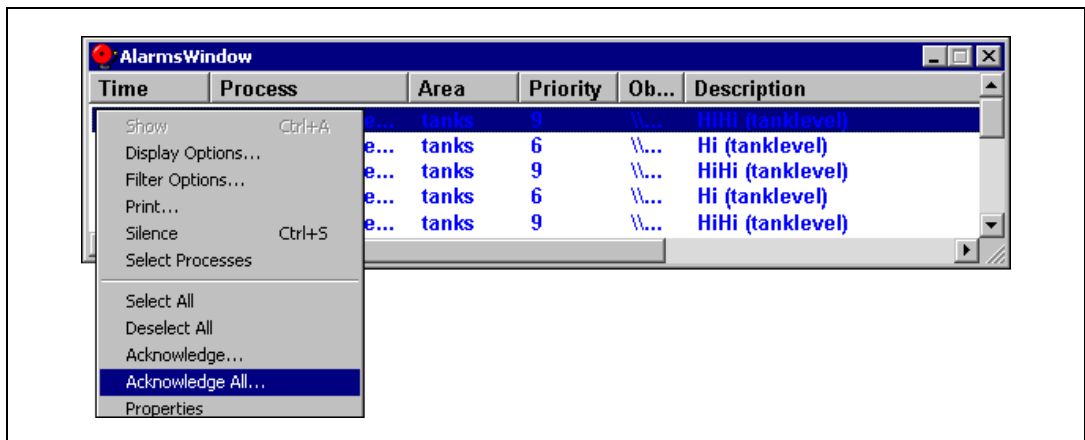 AlarmsWindow
Time Process Area Priority Ob... Description
e... tanks 9 \\... HiHi (tanklevel)
e... tanks 6 \\... Hi (tanklevel)
e... tanks 9 \\... HiHi (tanklevel)
e... tanks 6 \\... Hi (tanklevel)
e... tanks 9 \\... HiHi (tanklevel)
Show Ctrl+A
Display Options...
Filter Options...
Print...
Silence Ctrl+S
Select Processes
Select All
Deselect All
Acknowledge...
Acknowledge All...
Properties